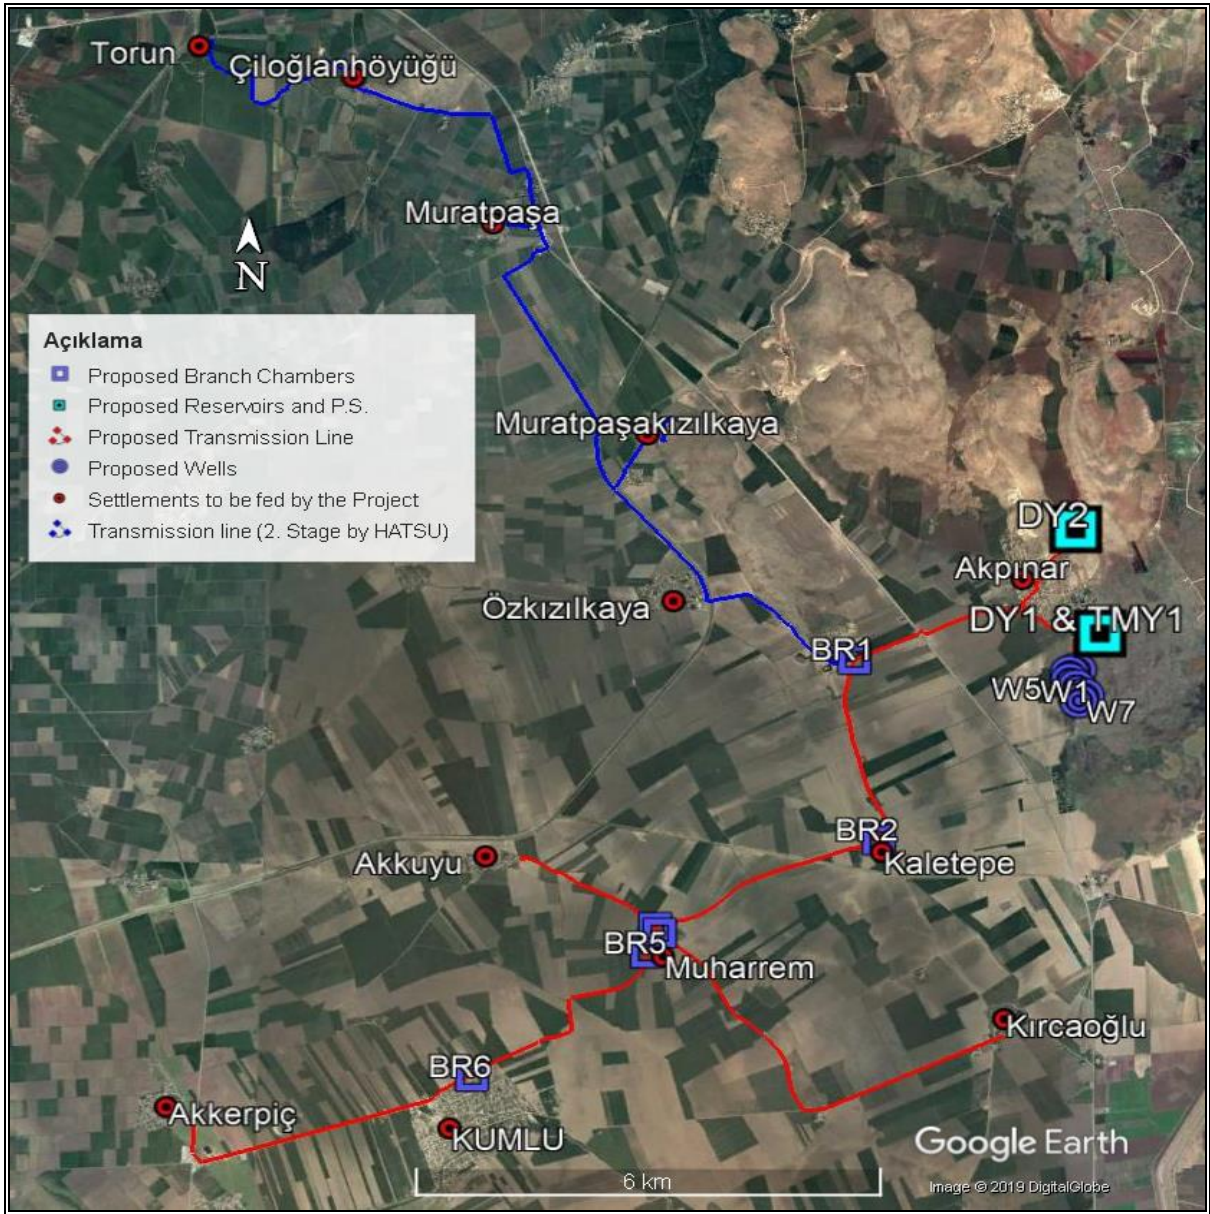 Torun
Çiloğlanhöyüğü
Muratpaşa
N
Açıklama
Proposed Branch Chambers
Proposed Reservoirs and P.S.
Proposed Transmission Line
Proposed Wells
Settlements to be fed by the Project
Transmission line (2. Stage by HATSU)
Muratpaşakızılkaya
DY2
Akpınar
Özkızılkaya
DY1 & TMY1
BR1
W5
W1
W7
BR2
Kaletepe
Akkuyu
BR5
Muharrem
Kırcaoğlu
BR6
Akkerpiç
KUMLU
Google Earth
6 km
Image © 2019 DigitalGlobe